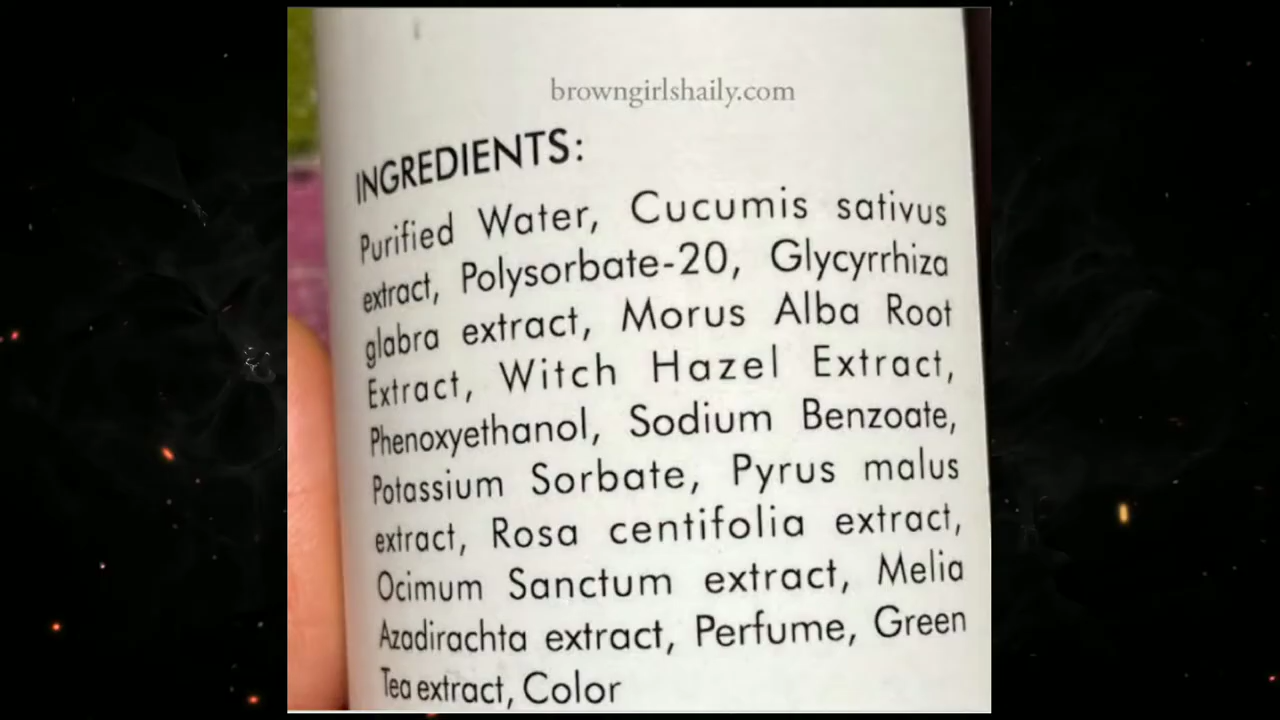 browngirlshaily.com
INGREDIENTS:
Purified Water, Cucumis sativus
extract, Polysorbate-20, Glycyrrhiza
glabra extract, Morus Alba Root
Extract, Witch Hazel Extract,
Phenoxyethanol, Sodium Benzoate,
Potassium Sorbate, Pyrus malus
extract, Rosa centifolia extract,
Ocimum Sanctum extract, Melia
Azadirachta extract, Perfume, Green
Tea extract, Color